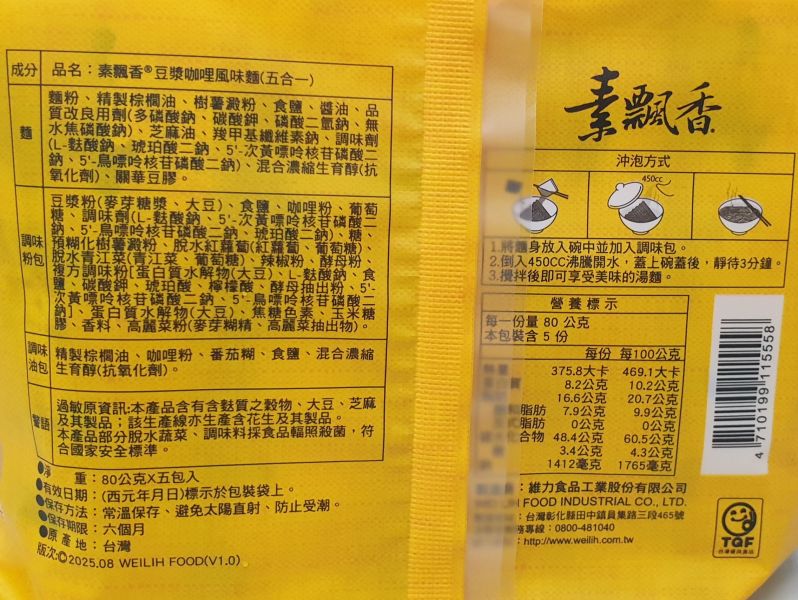 成分 品名：素飄香®豆漿咖哩風味麵(五合一)
麵
麵粉、精製棕櫚油、樹薯澱粉、食鹽、醬油、品
質改良用劑(多磷酸鈉、碳酸鉀、磷酸二氫鈉、無
水焦磷酸鈉)、芝麻油、羧甲基纖維素鈉、調味劑
(L-麩酸鈉、琥珀酸二鈉、5'-次黃嘌呤核苷磷酸二
鈉、5'-鳥嘌呤核苷磷酸二鈉)、混合濃縮生育醇(抗
氧化劑)、關華豆膠。
調味粉包
豆漿粉(麥芽糖漿、大豆)、食鹽、咖哩粉、葡萄
糖、調味劑(L-麩酸鈉、5'-次黃嘌呤核苷磷酸二
鈉、5'-鳥嘌呤核苷磷酸二鈉、琥珀酸二鈉)、糖、
預糊化樹薯澱粉、脫水紅蘿蔔(紅蘿蔔、葡萄糖)、
脫水青江菜(青江菜、葡萄糖)、辣椒粉、酵母粉、
複方調味粉[蛋白質水解物(大豆)、L-麩酸鈉、食
鹽、碳酸鉀、琥珀酸、檸檬酸、酵母抽出粉、5'-
次黃嘌呤核苷磷酸二鈉、5'-鳥嘌呤核苷磷酸二
鈉]、蛋白質水解物(大豆)、焦糖色素、玉米糖
膠、香料、高麗菜粉(麥芽糊精、高麗菜抽出物)。
調味油包
精製棕櫚油、咖哩粉、番茄糊、食鹽、混合濃縮
生育醇(抗氧化劑)。
警語
過敏原資訊:本產品含有含麩質之穀物、大豆、芝麻
及其製品；該生產線亦生產含花生及其製品。
本產品部分脫水蔬菜、調味料採食品輻照殺菌，符
合國家安全標準。
●淨 重：80公克X五包入
●有效日期：(西元年月日)標示於包裝袋上。
●保存方法：常溫保存、避免太陽直射、防止受潮。
●保存期限：六個月
●原產地：台灣
版次:©2025.08 WEILIH FOOD(V1.0)
素飄香
沖泡方式
450cc
1.將麵身放入碗中並加入調味包。
2.倒入450CC沸騰開水，蓋上碗蓋後，靜待3分鐘。
3.攪拌後即可享受美味的湯麵。
營養標示
每一份量 80 公克
本包裝含 5 份
每份 每100公克
375.8大卡 469.1大卡
質 8.2公克 10.2公克
16.6公克 20.7公克
脂肪 7.9公克 9.9公克
脂肪 0公克 0公克
化合物 48.4公克 60.5公克
3.4公克 4.3公克
1412毫克 1765毫克
：維力食品工業股份有限公司
LIH FOOD INDUSTRIAL CO., LTD.
：台灣彰化縣田中鎮員集路三段465號
務專線：0800-481040
：http://www.weilih.com.tw
4 710199 115558
TQF
台灣優良食品